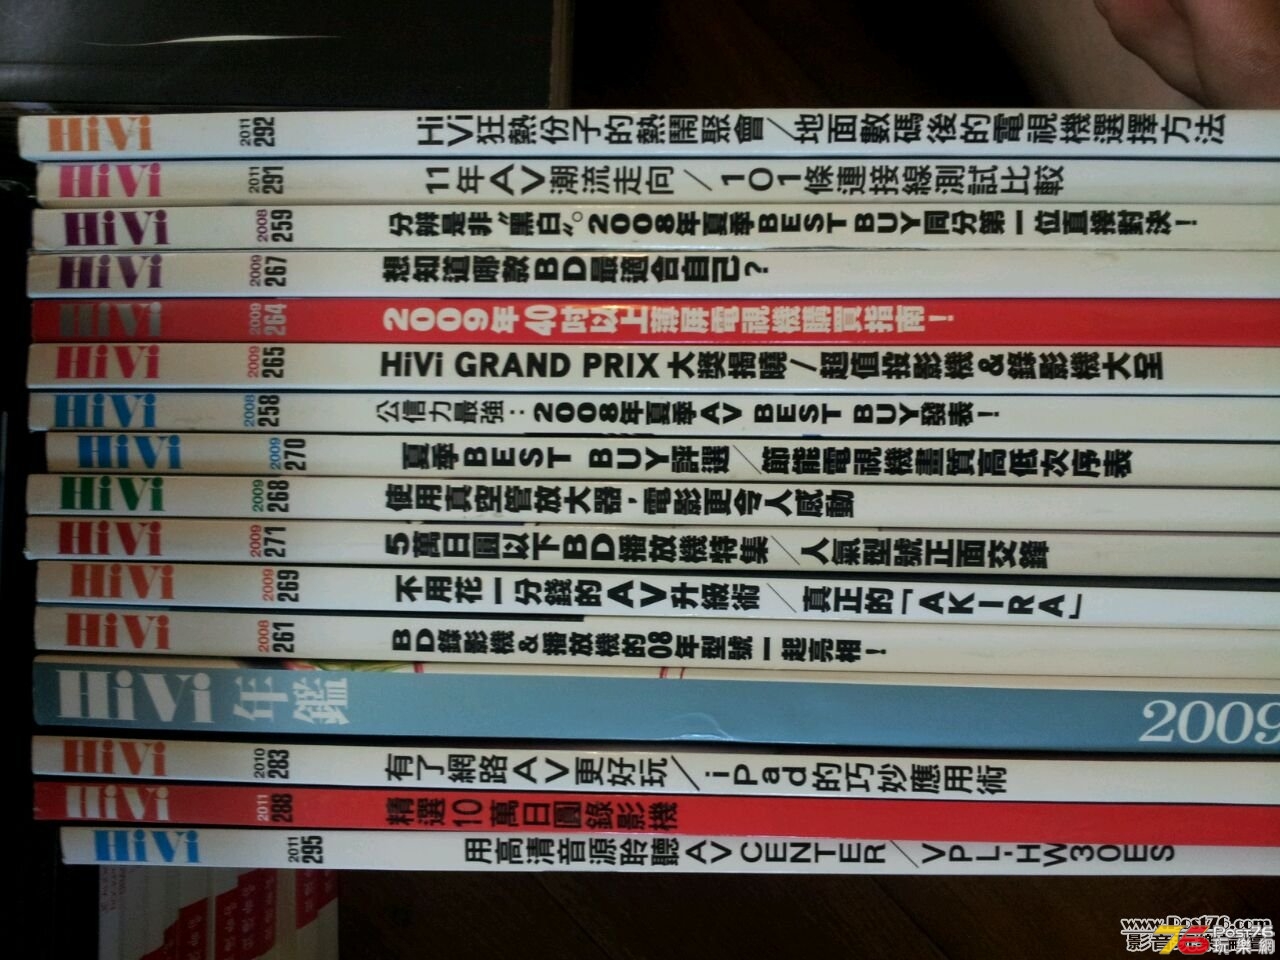 HiVi 2011 292 HiVi狂熱份子的熱鬧聚會/地面數碼後的電視機選擇方法
HiVi 2011 291 11年AV潮流走向/101條連接線測試比較
HiVi 2008 259 分辨是非“黑白”。2008年夏季BEST BUY同分第一位直接對決!
HiVi 2009 267 想知道哪款BD最適合自己?
HiVi 2009 264 2009年40吋以上薄屏電視機購買指南!
HiVi 2009 265 HiVi GRAND PRIX大獎揭曉/超值投影機&錄影機大全
HiVi 2008 258 公信力最強:2008年夏季AV BEST BUY發表!
HiVi 2009 270 夏季BEST BUY評選/節能電視機畫質高低次序表
HiVi 2009 268 使用真空管放大器,電影更令人感動
HiVi 2009 271 5萬日圓以下BD播放機特集/人氣型號正面交鋒
HiVi 2009 269 不用花一分錢的AV升級術/真正的「AKIRA」
HiVi 2008 261 BD錄影機&播放機的08年型號一起亮相!
HiVi 年鑑 2009
HiVi 2010 283 有了網路AV更好玩/iPad的巧妙應用術
HiVi 2011 288 精選10萬日圓錄影機
HiVi 2011 295 用高清音源聆聽AV CENTER/VPL-HW30ES
www.Post76.com
Post76
玩樂網